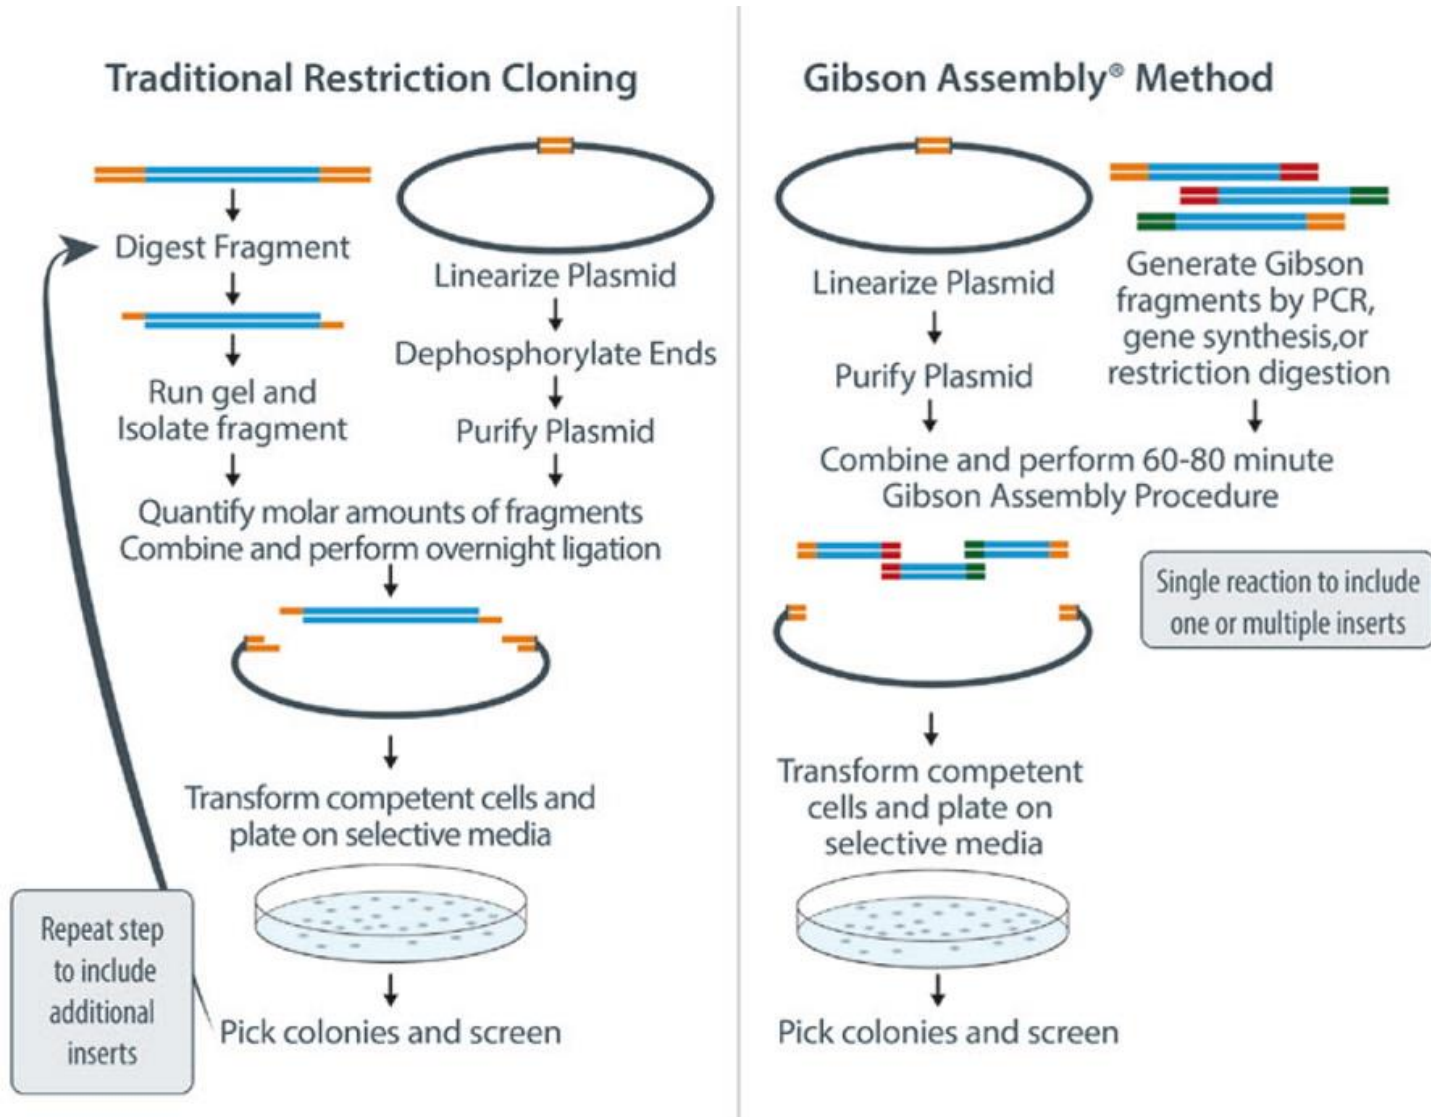 Traditional Restriction Cloning
Digest Fragment
Run gel and
Isolate fragment
Linearize Plasmid
Dephosphorylate Ends
Purify Plasmid
Quantify molar amounts of fragments
Combine and perform overnight ligation
Transform competent cells and
plate on selective media
Pick colonies and screen
Repeat step
to include
additional
inserts
Gibson Assembly® Method
Linearize Plasmid
Purify Plasmid
Generate Gibson
fragments by PCR,
gene synthesis,or
restriction digestion
Combine and perform 60-80 minute
Gibson Assembly Procedure
Single reaction to include
one or multiple inserts
Transform competent
cells and plate on
selective media
Pick colonies and screen